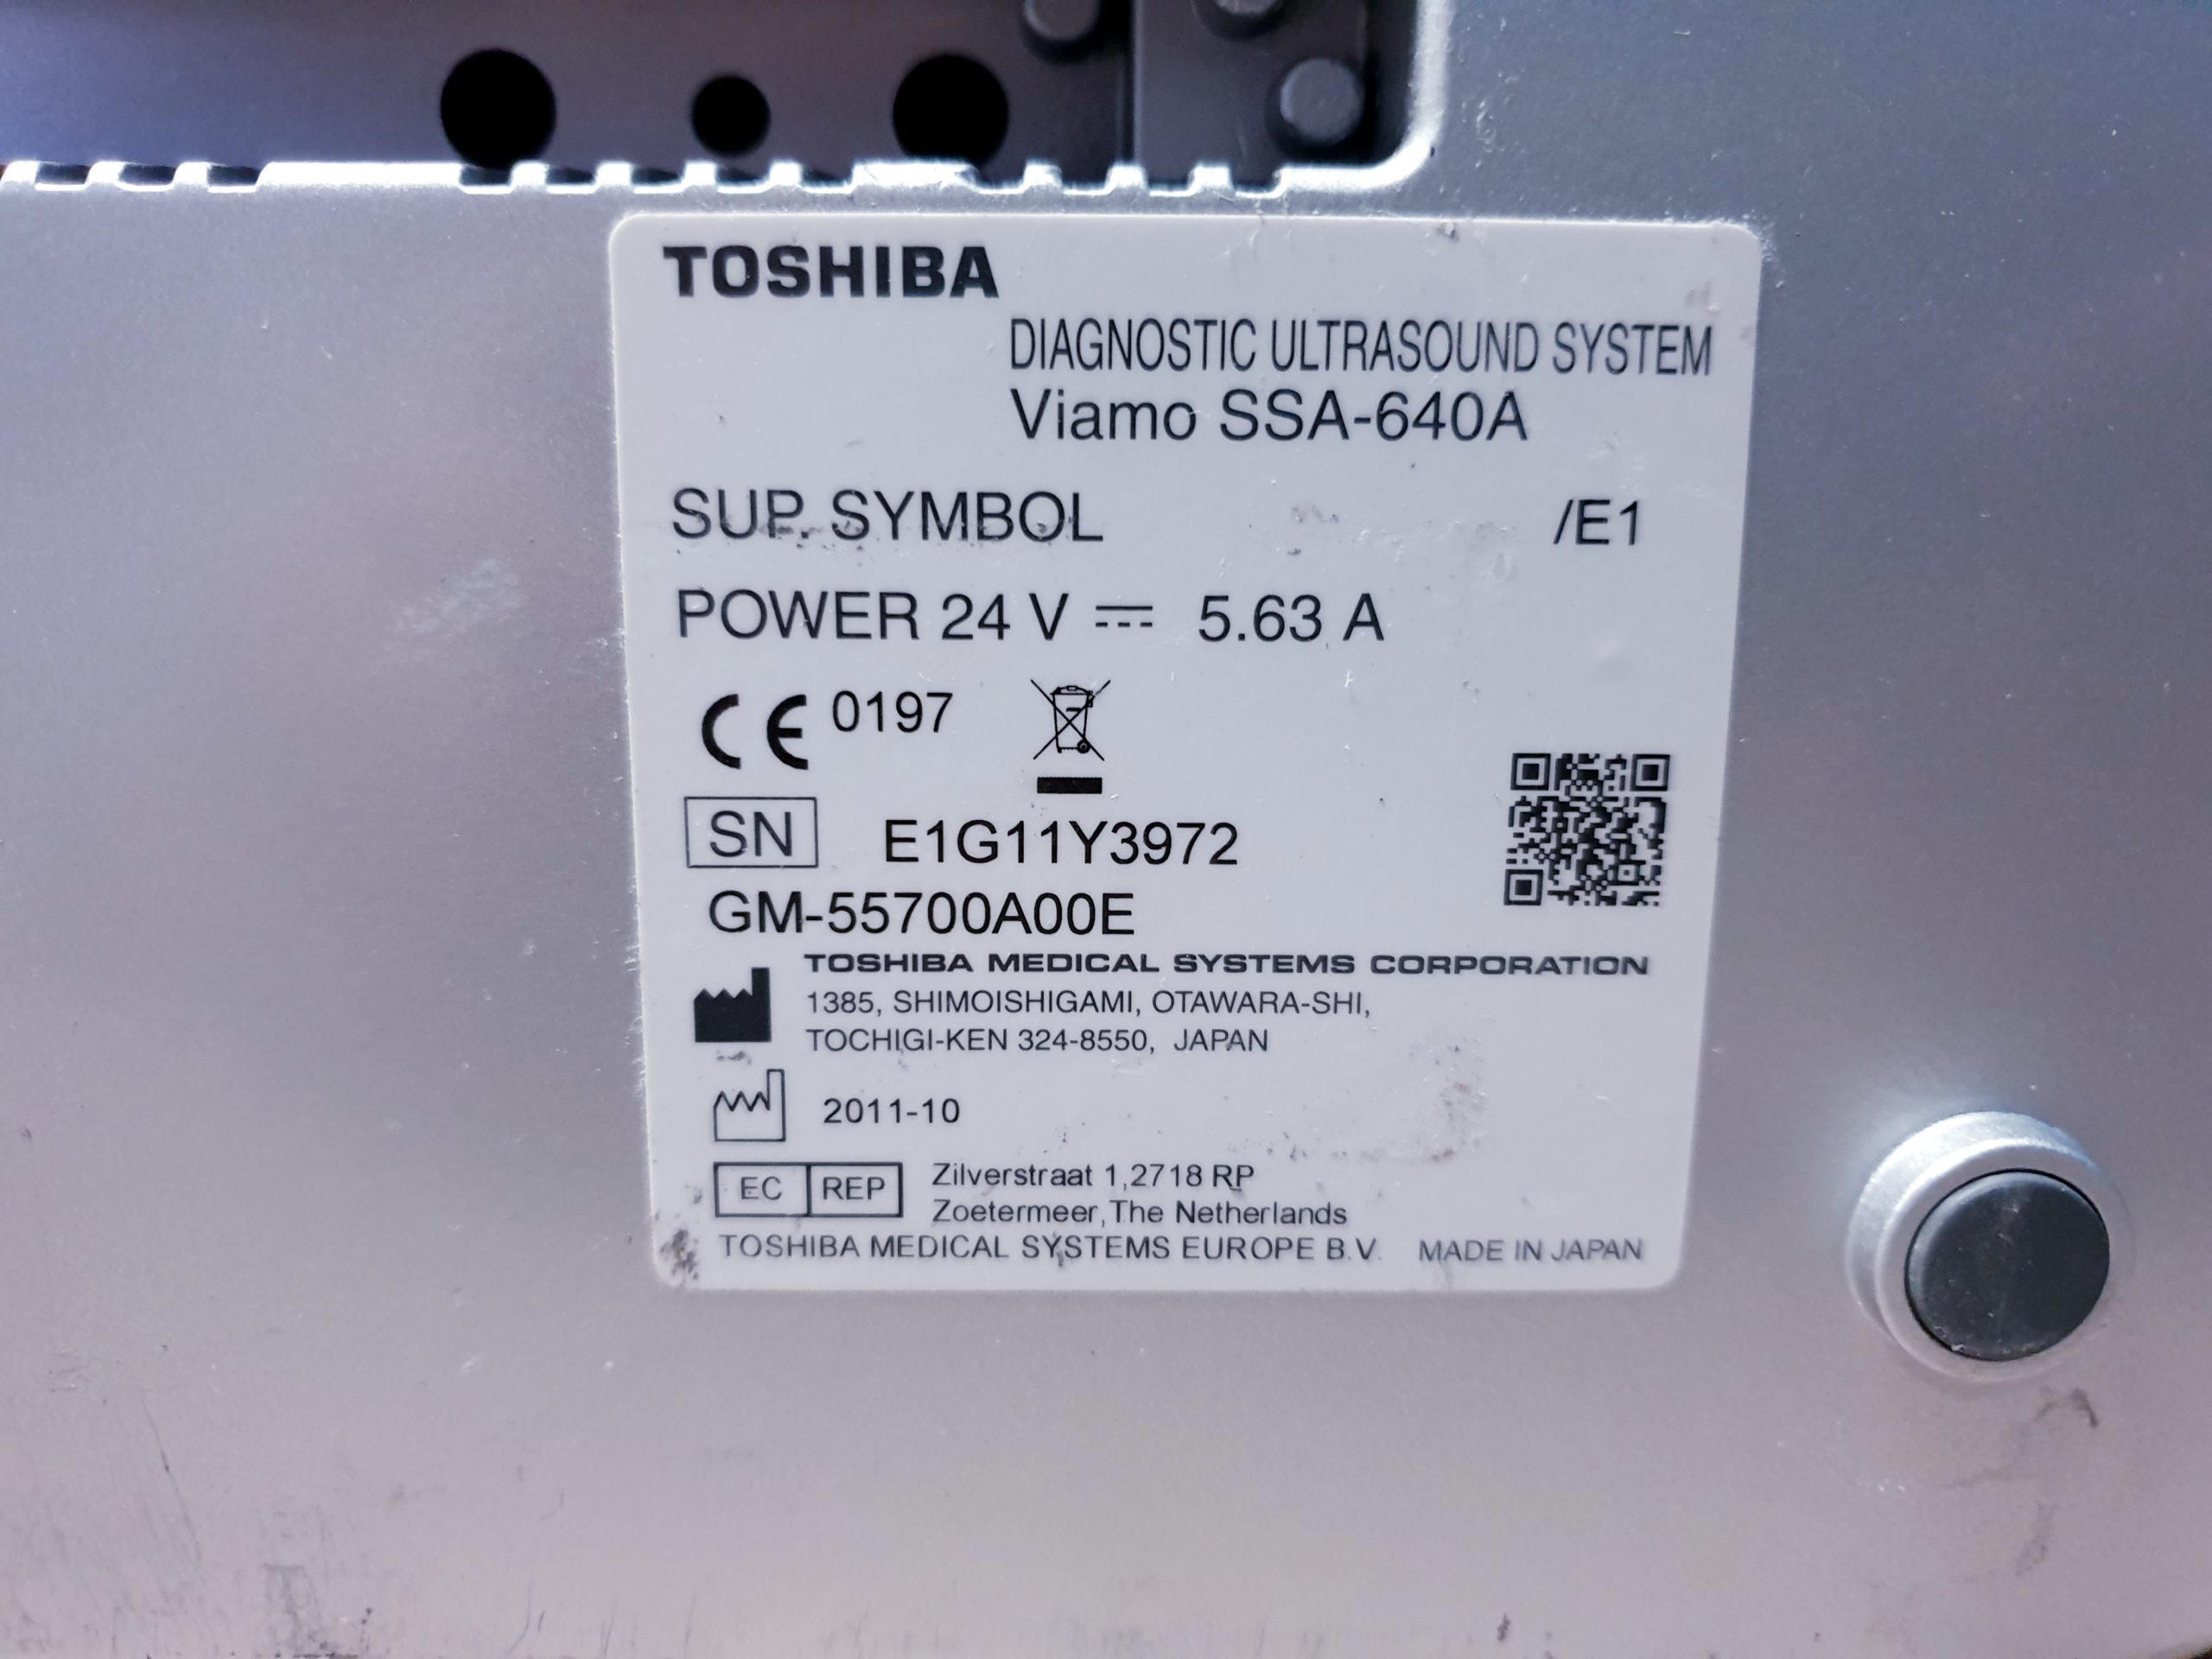 TOSHIBA
DIAGNOSTIC ULTRASOUND SYSTEM
Viamo SSA-640A
SUP. SYMBOL /E1
POWER 24 V ⎓ 5.63 A
CE 0197
SN E1G11Y3972
GM-55700A00E
TOSHIBA MEDICAL SYSTEMS CORPORATION
1385, SHIMOISHIGAMI, OTAWARA-SHI,
TOCHIGI-KEN 324-8550, JAPAN
2011-10
EC REP Zilverstraat 1,2718 RP
Zoetermeer,The Netherlands
TOSHIBA MEDICAL SYSTEMS EUROPE B.V. MADE IN JAPAN